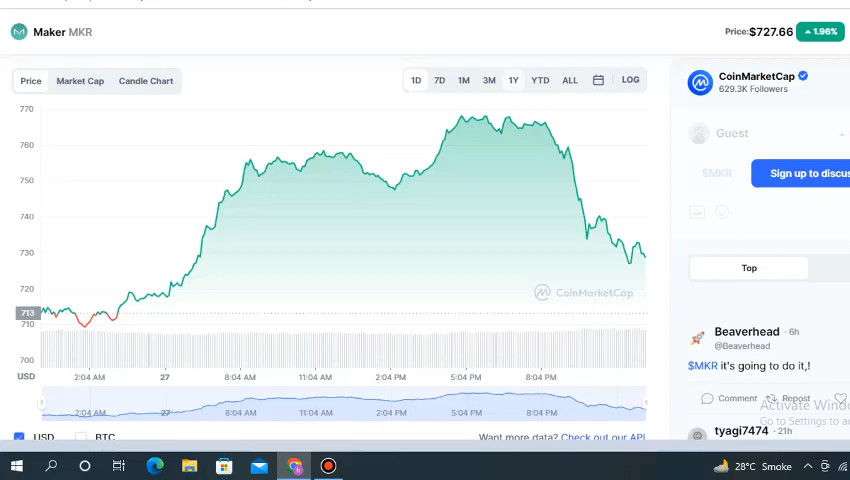 Maker MKR
Price:$727.66 1.96%
Price Market Cap Candle Chart
1D 7D 1M 3M 1Y YTD ALL LOG
CoinMarketCap
629.3K Followers
Guest
$MKR Sign up to discus
Top
770
760
750
740
730
720
713
710
700
CoinMarketCap
USD 2:04 AM 27 8:04 AM 11:04 AM 2:04 PM 5:04 PM 8:04 PM
2:04 AM 27 8:04 AM 11:04 AM 2:04 PM 5:04 PM 8:04 PM
USD BTC Want more data? Check out our API
Beaverhead · 6h
@Beaverhead
$MKR it's going to do it,!
Comment Repost
Activate Windo
Go to Settings to a
tyagi7474 · 21h
28°C Smoke